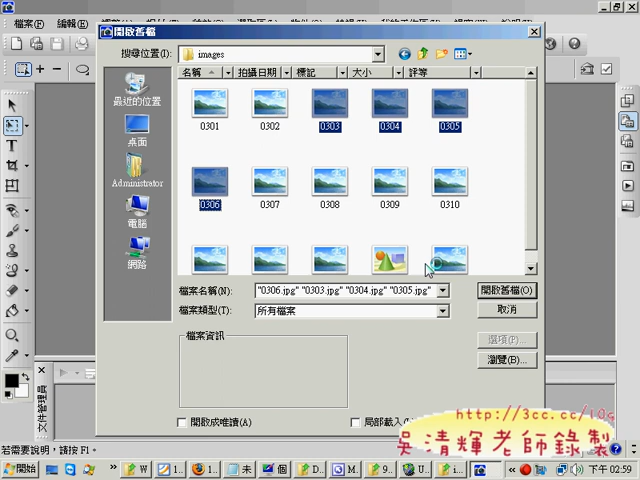 檔案(F) 編輯(E)
開啟舊檔
搜尋位置(I): images
名稱 拍攝日期 標記 大小 評等
最近的位置
桌面
Administrator
電腦
網路
0301 0302 0303 0304 0305
0306 0307 0308 0309 0310
檔案名稱(N): "0306.jpg" "0303.jpg" "0304.jpg" "0305.jpg" 開啟舊檔(O)
檔案類型(T): 所有檔案 取消
選項(P)...
檔案資訊 瀏覽(B)...
開啟成唯讀(A) 局部載入
文件管理員
http://3cc.cc/10g
吳清輝老師錄製
若需要說明，請按 F1。
開始 W 1... 1... 未 個 D... M... 9... U... i... 下午 02:59